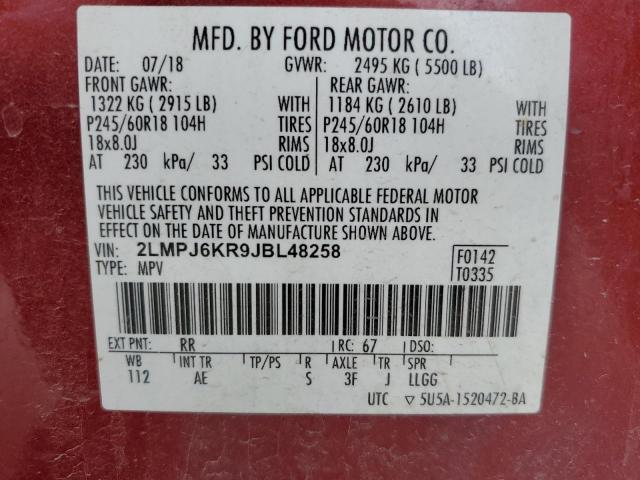 MFD. BY FORD MOTOR CO.
DATE: 07/18 GVWR: 2495 KG ( 5500 LB)
FRONT GAWR: REAR GAWR:
1322 KG ( 2915 LB) WITH 1184 KG ( 2610 LB) WITH
P245/60R18 104H TIRES P245/60R18 104H TIRES
18x8.0J RIMS 18x8.0J RIMS
AT 230 kPa/ 33 PSI COLD AT 230 kPa/ 33 PSI COLD
THIS VEHICLE CONFORMS TO ALL APPLICABLE FEDERAL MOTOR
VEHICLE SAFETY AND THEFT PREVENTION STANDARDS IN
EFFECT ON THE DATE OF MANUFACTURE SHOWN ABOVE.
VIN: 2LMPJ6KR9JBL48258 F0142
TYPE: MPV T0335
EXT PNT: RR RC: 67 DSO:
WB INT TR TP/PS R AXLE TR SPR
112 AE S 3F J LLGG
UTC ▽ 5U5A-1520472-BA